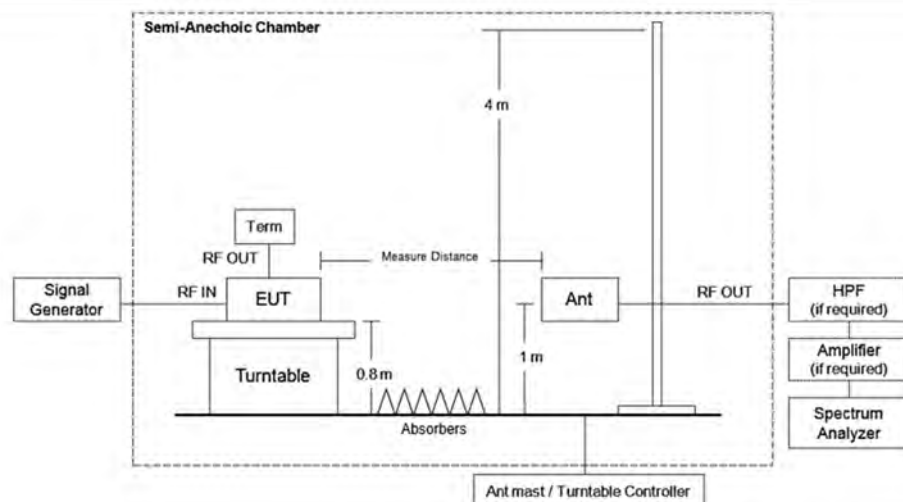 Semi-Anechoic Chamber
4 m
Term
RF OUT
Measure Distance
Signal
Generator
RF IN
EUT
Ant
RF OUT
HPF
(if required)
Turntable
0.8 m
1 m
Amplifier
(if required)
Absorbers
Spectrum
Analyzer
Ant mast / Turntable Controller